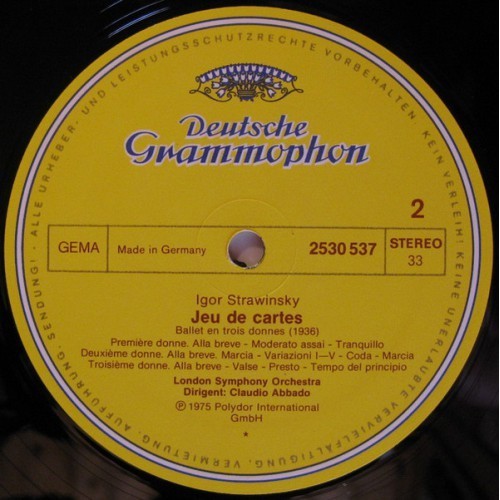 Deutsche
Grammophon
2
GEMA
Made in Germany
2530 537
STEREO
33
Igor Strawinsky
Jeu de cartes
Ballet en trois donnes (1936)
Première donne. Alla breve - Moderato assai - Tranquillo
Deuxième donne. Alla breve. Marcia - Variazioni I—V - Coda - Marcia
Troisième donne. Alla breve - Valse - Presto - Tempo del principio
London Symphony Orchestra
Dirigent: Claudio Abbado
Ⓟ 1975 Polydor International
GmbH
*
· ALLE URHEBER- UND LEISTUNGSSCHUTZRECHTE VORBEHALTEN. KEIN VERLEIH! KEINE UNERLAUBTE VERVIELFÄLTIGUNG, VERMIETUNG, AUFFÜHRUNG, SENDUNG!